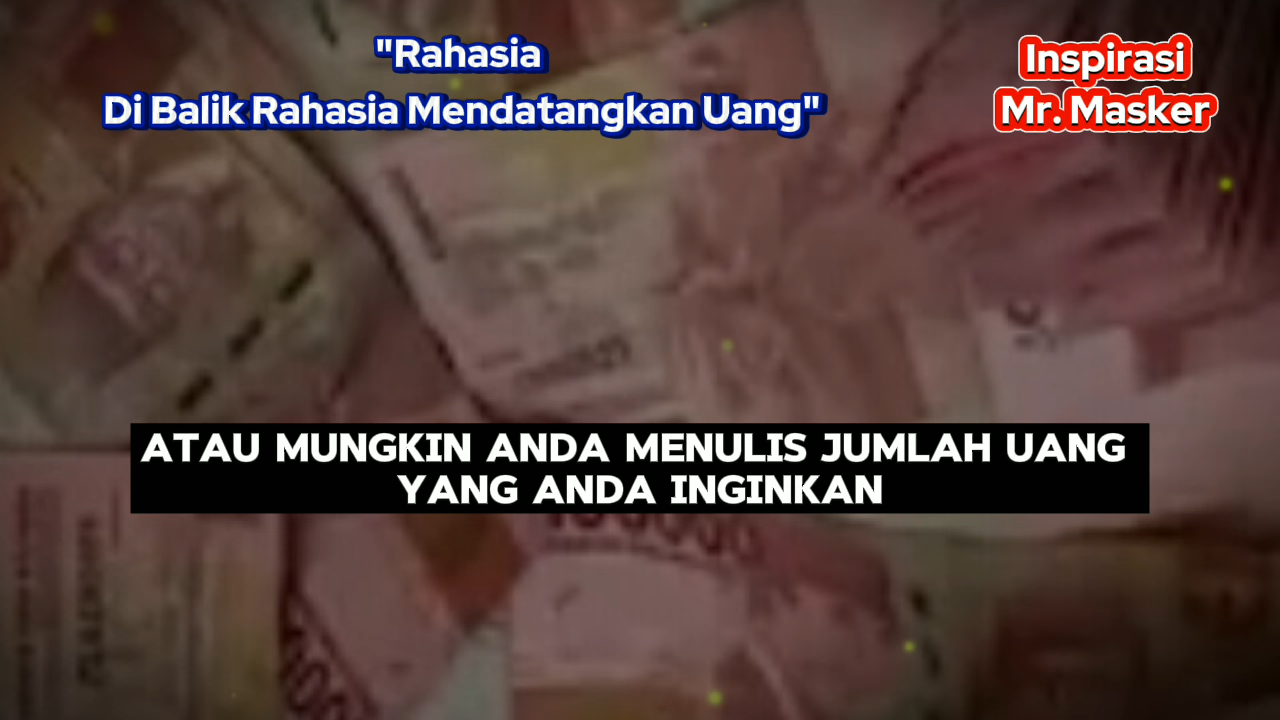 "Rahasia
Di Balik Rahasia Mendatangkan Uang"
Inspirasi
Mr. Masker
ATAU MUNGKIN ANDA MENULIS JUMLAH UANG
YANG ANDA INGINKAN